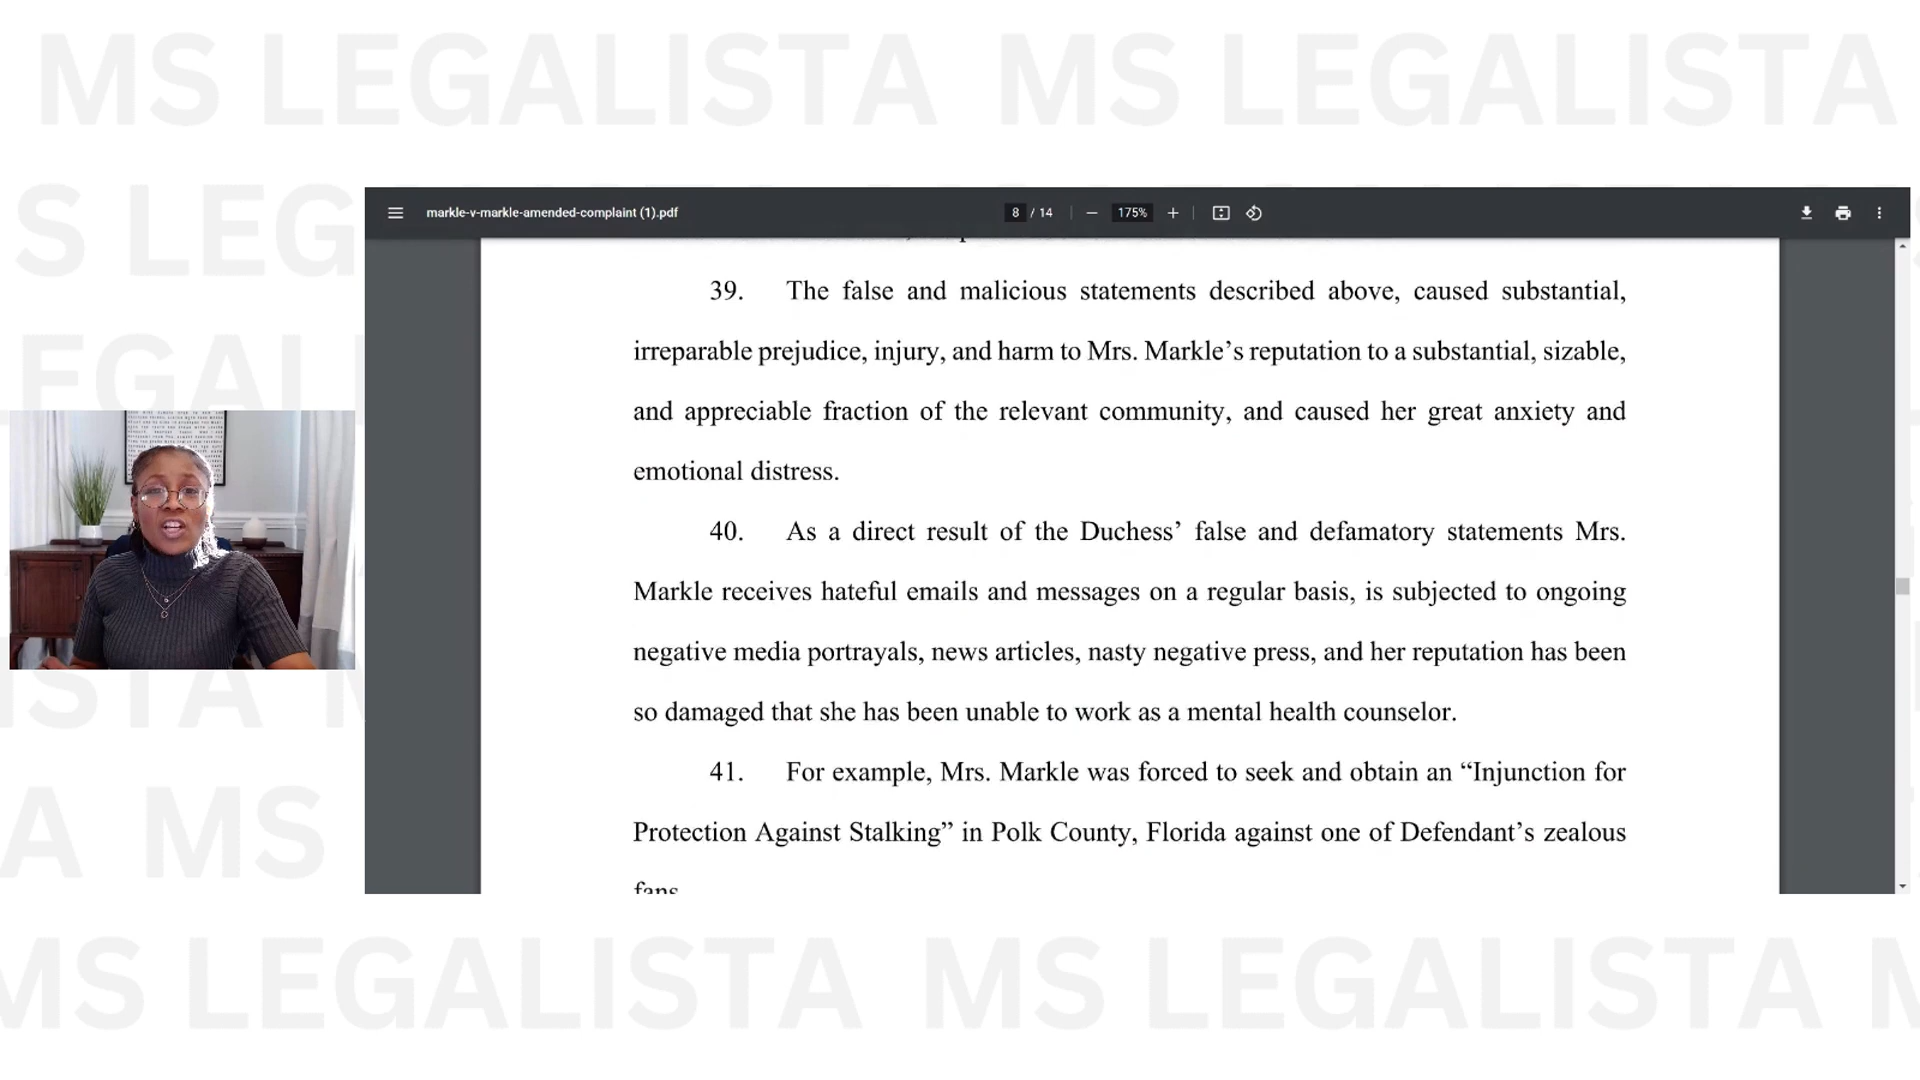 MS LEGALISTA MS LEGALISTA
S LEG
markle-v-markle-amended-complaint (1).pdf 8 / 14 175%
39. The false and malicious statements described above, caused substantial,
irreparable prejudice, injury, and harm to Mrs. Markle’s reputation to a substantial, sizable,
and appreciable fraction of the relevant community, and caused her great anxiety and
emotional distress.
40. As a direct result of the Duchess’ false and defamatory statements Mrs.
Markle receives hateful emails and messages on a regular basis, is subjected to ongoing
negative media portrayals, news articles, nasty negative press, and her reputation has been
so damaged that she has been unable to work as a mental health counselor.
41. For example, Mrs. Markle was forced to seek and obtain an “Injunction for
Protection Against Stalking” in Polk County, Florida against one of Defendant’s zealous
fans
EGALI
ISTA M
A MS
MS LEGALISTA MS LEGALISTA M